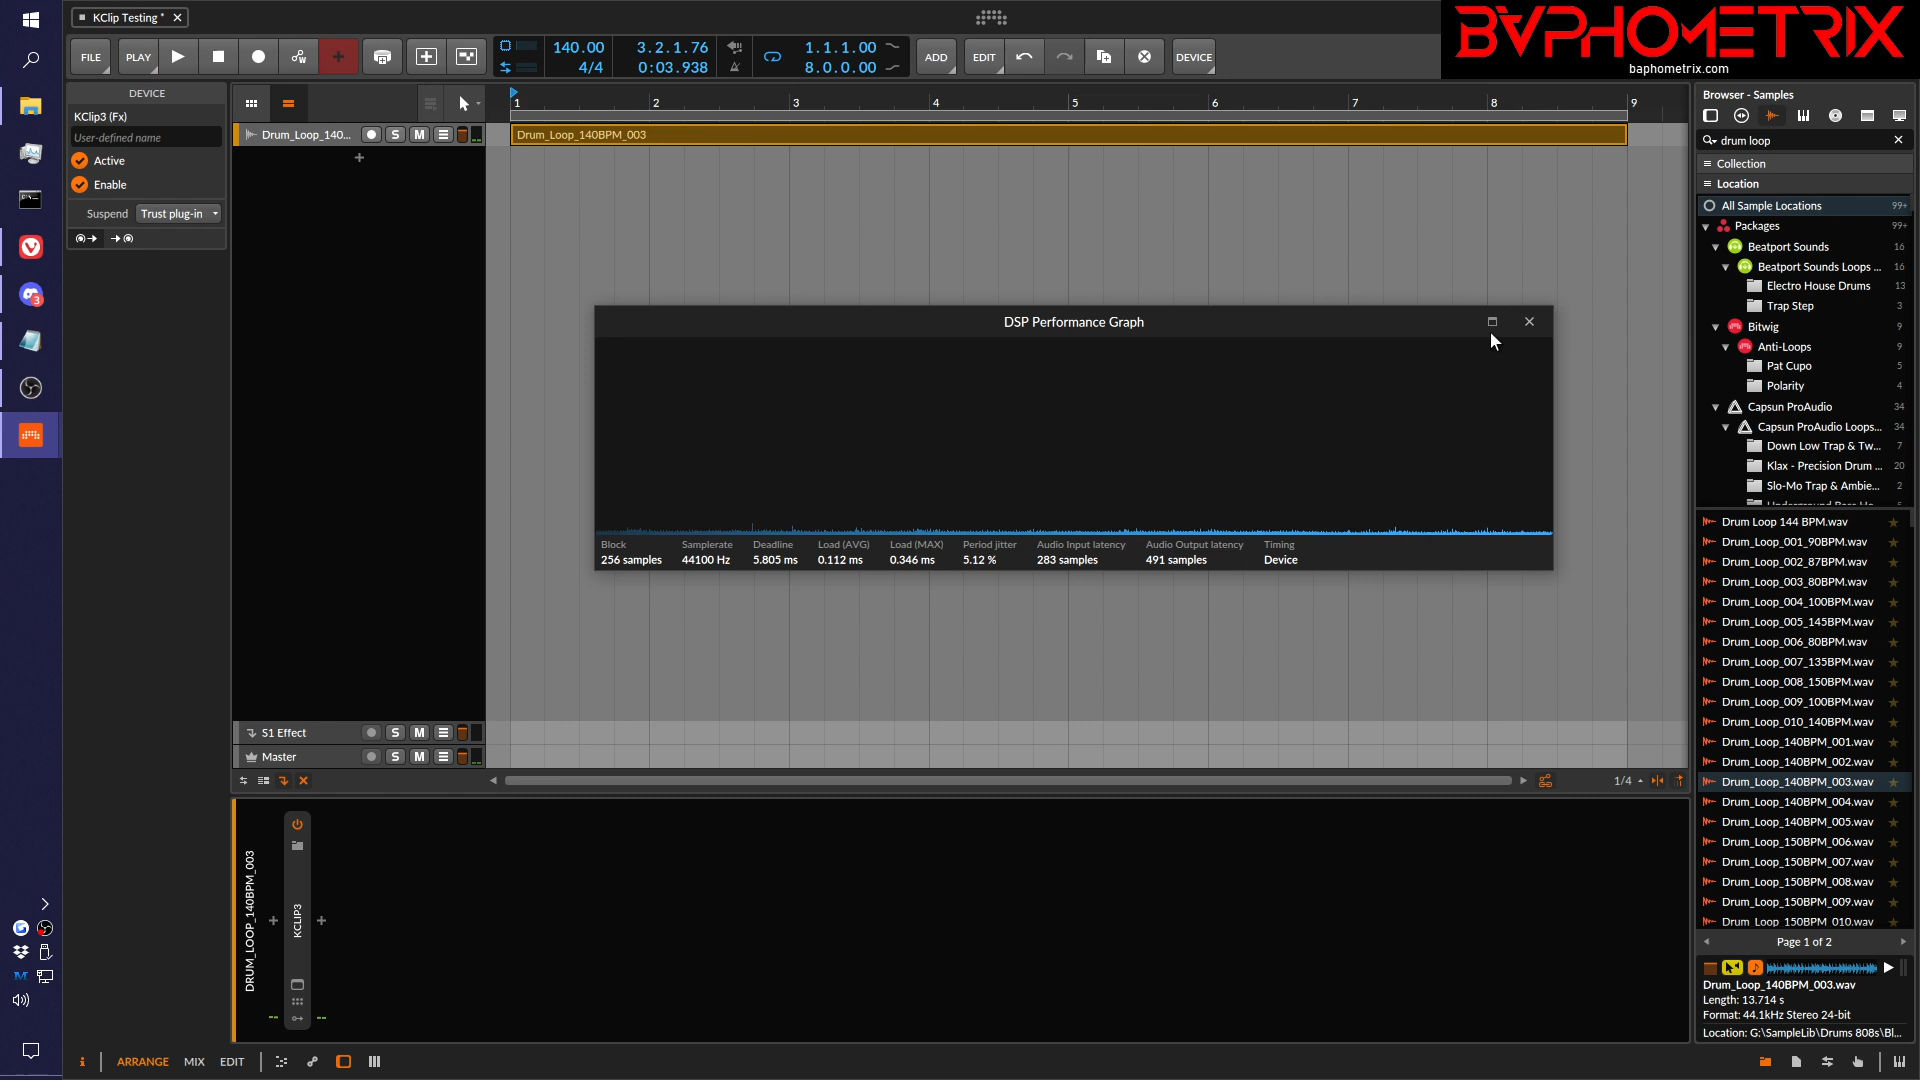 KClip Testing *
BAPHOMETRIX
baphometrix.com
FILE
PLAY
140.00
4/4
3.2.1.76
0:03.938
1.1.1.00
8.0.0.00
ADD
EDIT
DEVICE
DEVICE
KClip3 (Fx)
User-defined name
Active
Enable
Suspend Trust plug-in
1 2 3 4 5 6 7 8 9
Drum_Loop_140... S M
Drum_Loop_140BPM_003
DSP Performance Graph
Block Samplerate Deadline Load (AVG) Load (MAX) Period jitter Audio Input latency Audio Output latency Timing
256 samples 44100 Hz 5.805 ms 0.112 ms 0.346 ms 5.12 % 283 samples 491 samples Device
S1 Effect S M
Master S M
1/4
DRUM_LOOP_140BPM_003
KCLIP3
ARRANGE MIX EDIT
Browser - Samples
drum loop
Collection
Location
All Sample Locations 99+
Packages 99+
Beatport Sounds 16
Beatport Sounds Loops ... 16
Electro House Drums 13
Trap Step 3
Bitwig 9
Anti-Loops 9
Pat Cupo 5
Polarity 4
Capsun ProAudio 34
Capsun ProAudio Loops... 34
Down Low Trap & Tw... 7
Klax - Precision Drum ... 20
Slo-Mo Trap & Ambie... 2
Drum Loop 144 BPM.wav
Drum_Loop_001_90BPM.wav
Drum_Loop_002_87BPM.wav
Drum_Loop_003_80BPM.wav
Drum_Loop_004_100BPM.wav
Drum_Loop_005_145BPM.wav
Drum_Loop_006_80BPM.wav
Drum_Loop_007_135BPM.wav
Drum_Loop_008_150BPM.wav
Drum_Loop_009_100BPM.wav
Drum_Loop_010_140BPM.wav
Drum_Loop_140BPM_001.wav
Drum_Loop_140BPM_002.wav
Drum_Loop_140BPM_003.wav
Drum_Loop_140BPM_004.wav
Drum_Loop_140BPM_005.wav
Drum_Loop_150BPM_006.wav
Drum_Loop_150BPM_007.wav
Drum_Loop_150BPM_008.wav
Drum_Loop_150BPM_009.wav
Drum_Loop_150BPM_010.wav
Page 1 of 2
Drum_Loop_140BPM_003.wav
Length: 13.714 s
Format: 44.1kHz Stereo 24-bit
Location: G:\SampleLib\Drums 808s\Bl...
3